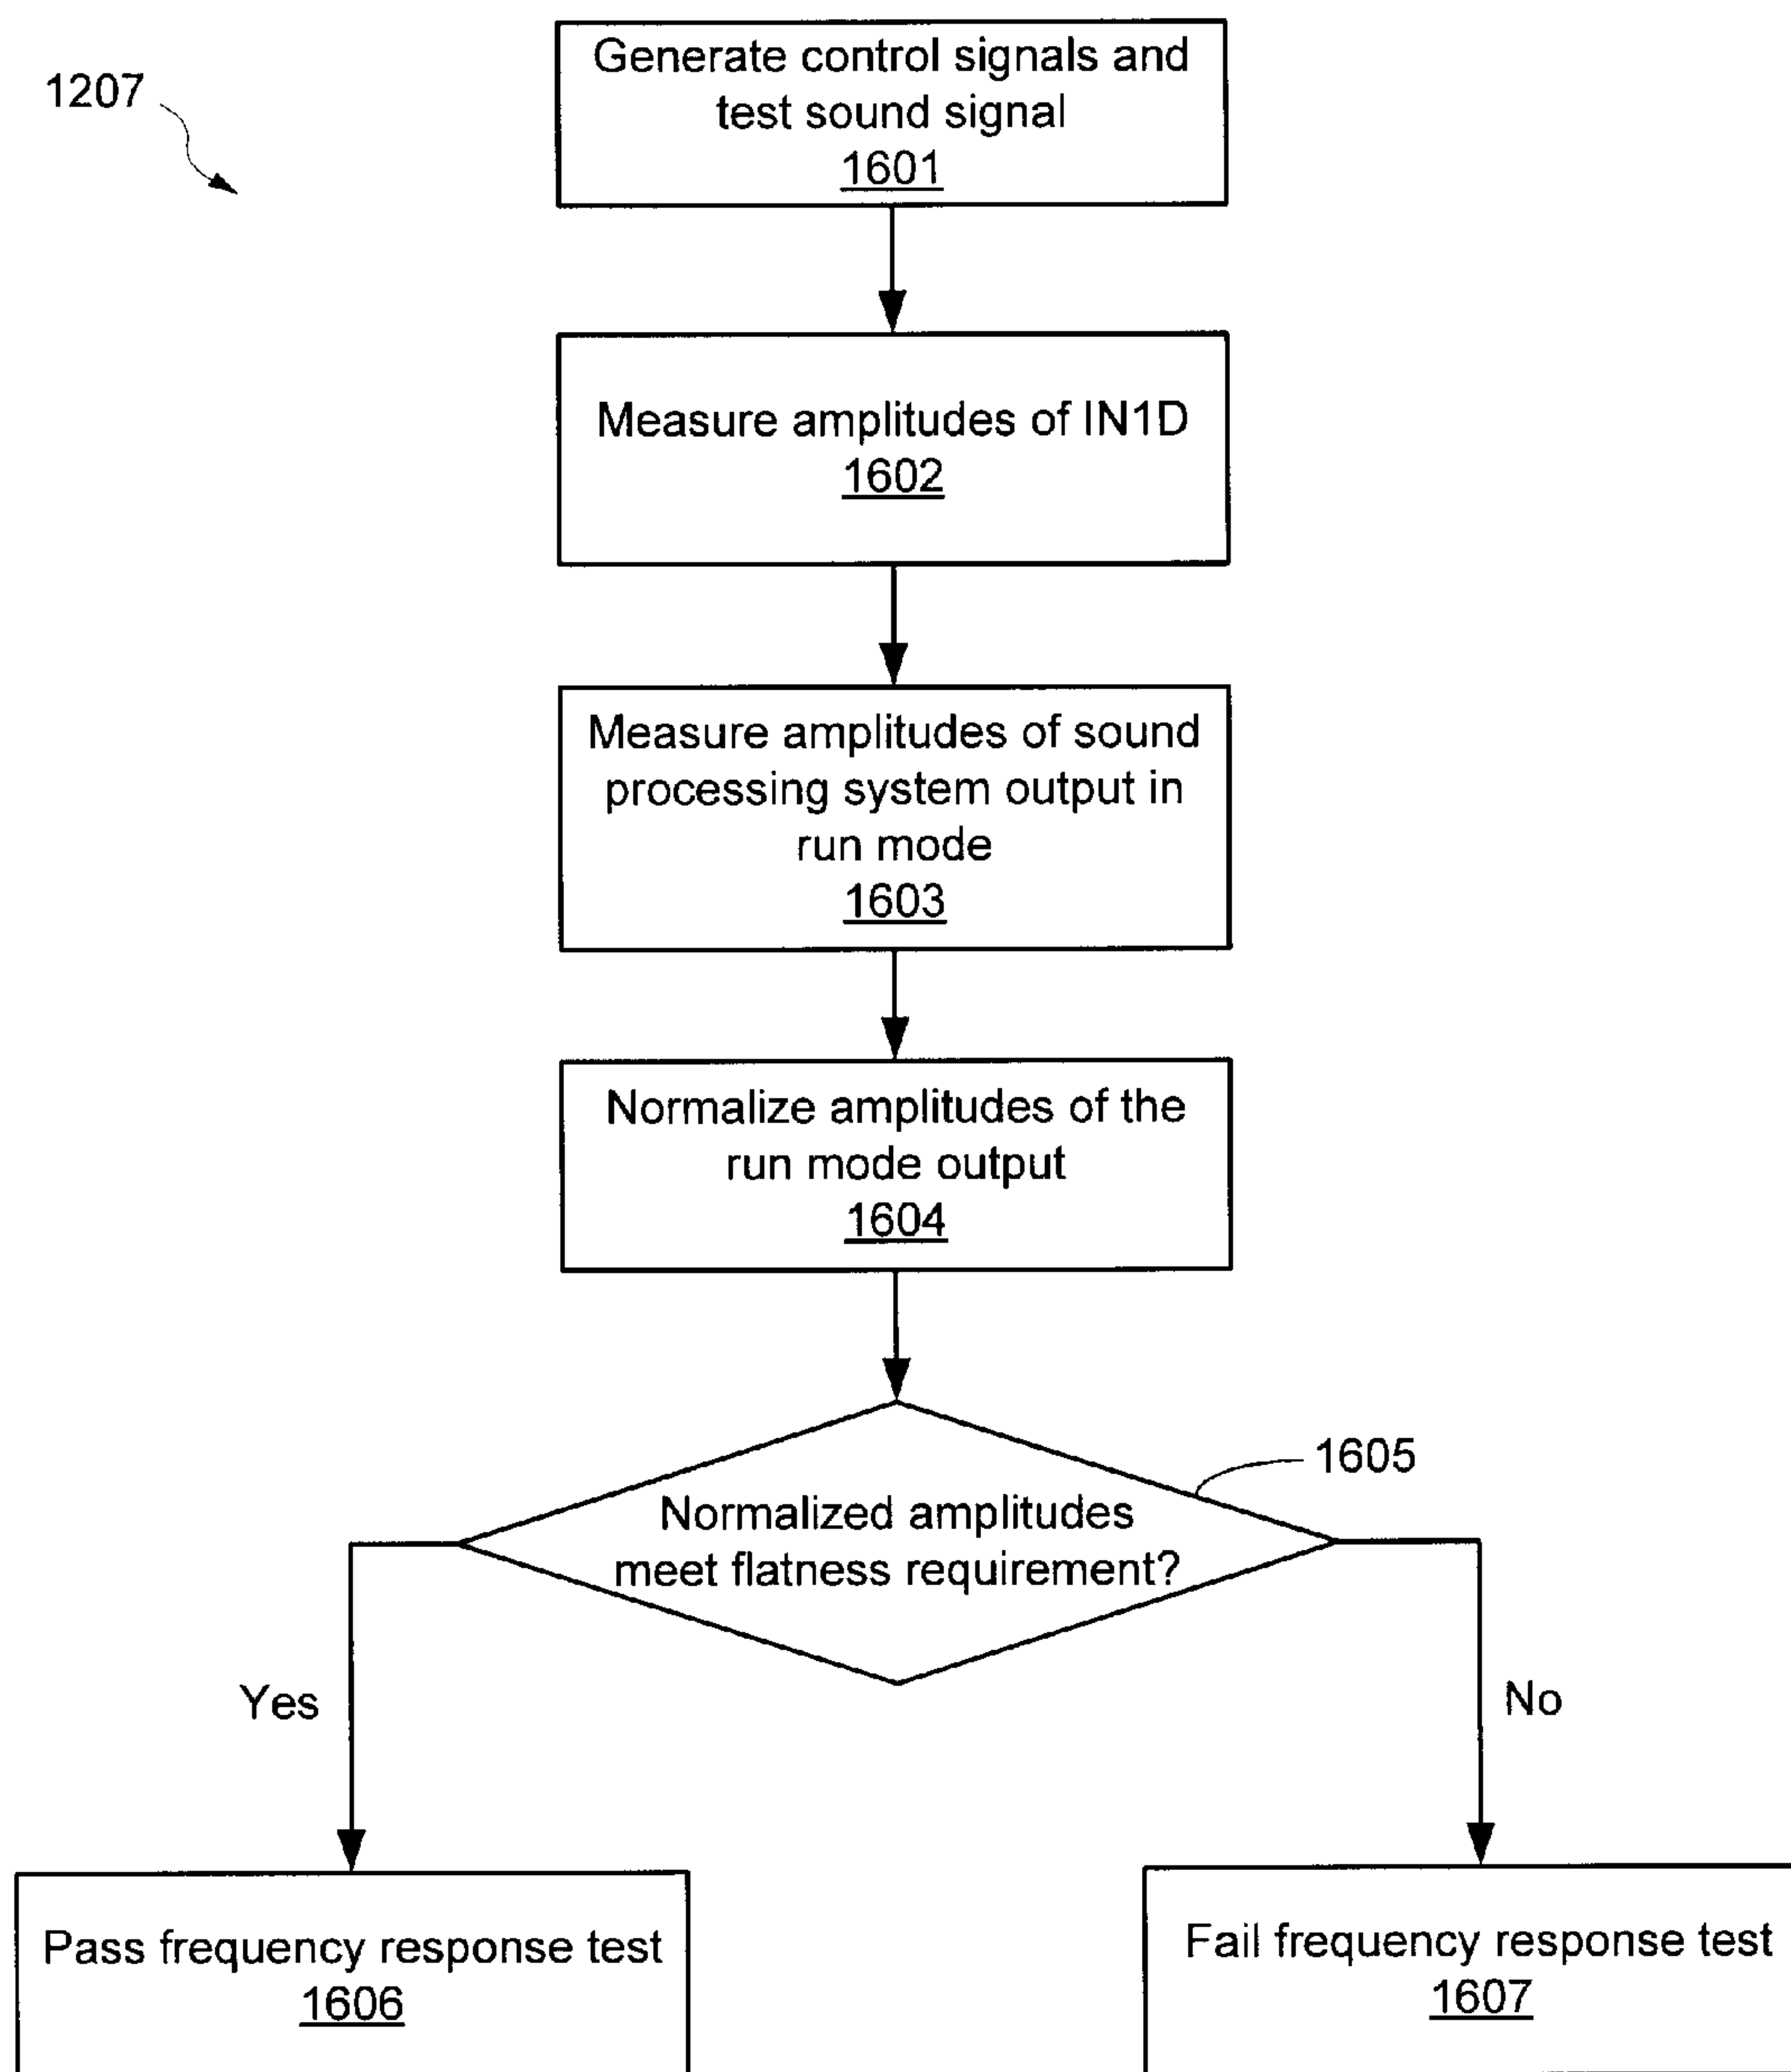 1207
Generate control signals and
test sound signal
1601
Measure amplitudes of IN1D
1602
Measure amplitudes of sound
processing system output in
run mode
1603
Normalize amplitudes of the
run mode output
1604
1605
Normalized amplitudes
meet flatness requirement?
Yes
No
Pass frequency response test
1606
Fail frequency response test
1607